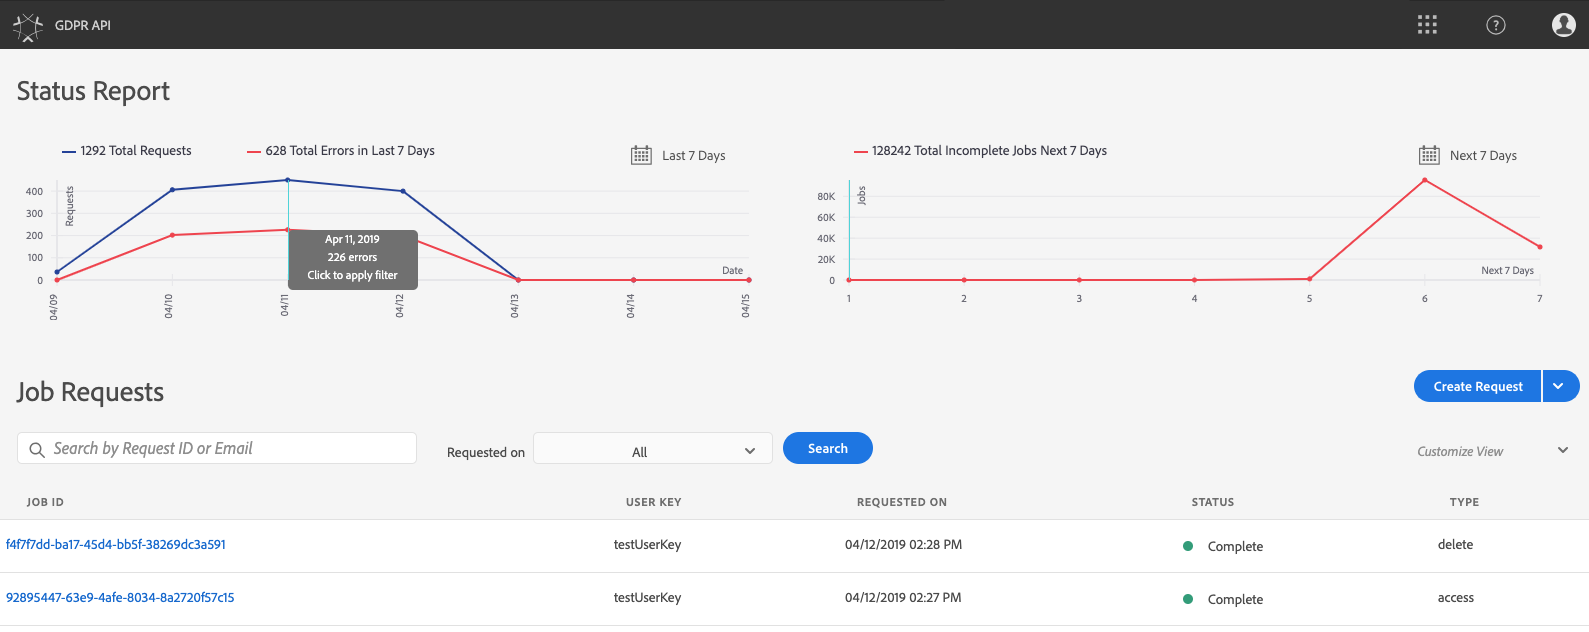 GDPR API
?
Status Report
1292 Total Requests
628 Total Errors in Last 7 Days
Last 7 Days
128242 Total Incomplete Jobs Next 7 Days
Next 7 Days
400
300
200
100
0
Requests
Apr 11, 2019
226 errors
Click to apply filter
Date
04/09
04/10
04/11
04/12
04/13
04/14
04/15
80K
60K
40K
20K
0
Jobs
Next 7 Days
1 2 3 4 5 6 7
Job Requests
Create Request
Search by Request ID or Email
Requested on
All
Search
Customize View
JOB ID USER KEY REQUESTED ON STATUS TYPE
f4f7f7dd-ba17-45d4-bb5f-38269dc3a591 testUserKey 04/12/2019 02:28 PM Complete delete
92895447-63e9-4afe-8034-8a2720f57c15 testUserKey 04/12/2019 02:27 PM Complete access